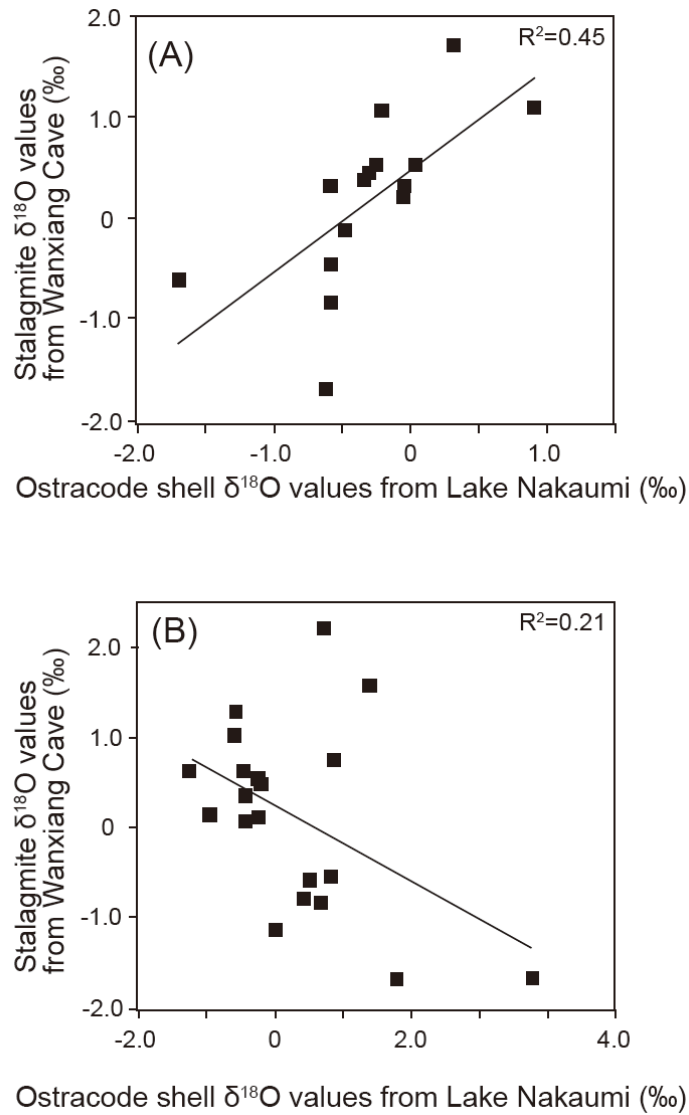 (A)
R²=0.45
Stalagmite δ¹⁸O values
from Wanxiang Cave (‰)
2.0
1.0
0
-1.0
-2.0
-2.0
-1.0
0
1.0
Ostracode shell δ¹⁸O values from Lake Nakaumi (‰)
(B)
R²=0.21
Stalagmite δ¹⁸O values
from Wanxiang Cave (‰)
2.0
1.0
0
-1.0
-2.0
-2.0
0
2.0
4.0
Ostracode shell δ¹⁸O values from Lake Nakaumi (‰)